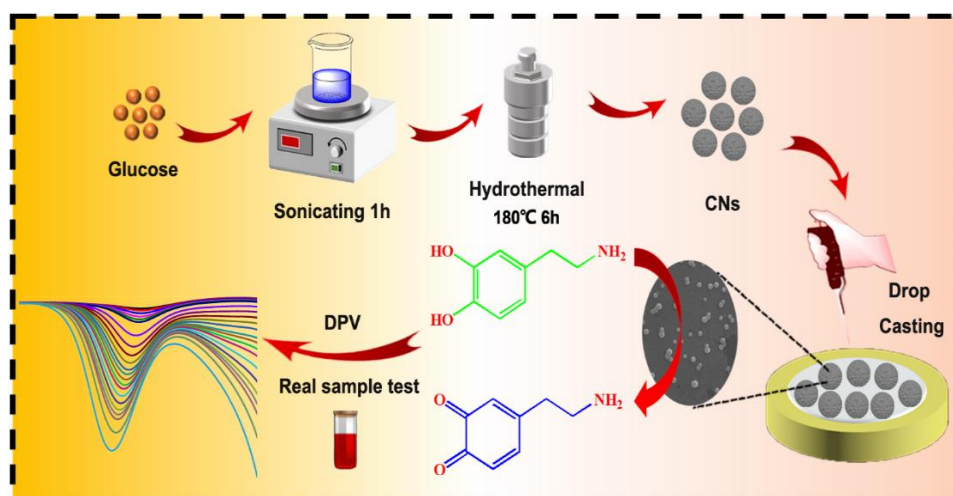 Glucose
Sonicating 1h
Hydrothermal
180℃ 6h
CNs
Drop
Casting
HO
HO
NH₂
DPV
Real sample test
O
O
NH₂